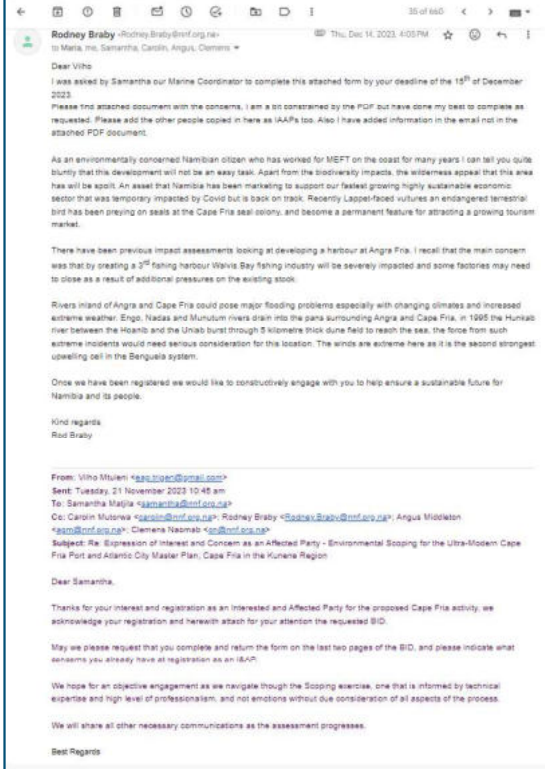 35 of 660
Rodney Braby <Rodney.Braby@nnf.org.na>
Thu, Dec 14, 2023, 4:03 PM
to Maria, me, Samantha, Carolin, Angus, Clemens
Dear Vilho
I was asked by Samantha our Marine Coordinator to complete this attached form by your deadline of the 15th of December
2023.
Please find attached document with the concerns, I am a bit constrained by the PDF but have done my best to complete as
requested. Please add the other people copied in here as IAAPs too. Also I have added information in the email not in the
attached PDF document.
As an environmentally concerned Namibian citizen who has worked for MEFT on the coast for many years I can tell you quite
bluntly that this development will not be an easy task. Apart from the biodiversity impacts, the wilderness appeal that this area
has will be spoilt. An asset that Namibia has been marketing to support our fastest growing highly sustainable economic
sector that was temporary impacted by Covid but is back on track. Recently Lappet-faced vultures an endangered terrestrial
bird has been preying on seals at the Cape Fria seal colony, and become a permanent feature for attracting a growing tourism
market.
There have been previous impact assessments looking at developing a harbour at Angra Fria. I recall that the main concern
was that by creating a 3rd fishing harbour Walvis Bay fishing industry will be severely impacted and some factories may need
to close as a result of additional pressures on the existing stock.
Rivers inland of Angra and Cape Fria could pose major flooding problems especially with changing climates and increased
extreme weather. Engo, Nadas and Munutum rivers drain into the pans surrounding Angra and Cape Fria, in 1995 the Hunkab
river between the Hoanib and the Uniab burst through 5 kilometre thick dune field to reach the sea, the force from such
extreme incidents would need serious consideration for this location. The winds are extreme here as it is the second strongest
upwelling cell in the Benguela system.
Once we have been registered we would like to constructively engage with you to help ensure a sustainable future for
Namibia and its people.
Kind regards
Rod Braby
From: Vilho Mtuleni <eap.trigen@gmail.com>
Sent: Tuesday, 21 November 2023 10:45 am
To: Samantha Matjila <samantha@nnf.org.na>
Cc: Carolin Mutorwa <carolin@nnf.org.na>; Rodney Braby <Rodney.Braby@nnf.org.na>; Angus Middleton
<agm@nnf.org.na>; Clemens Naomab <cn@nnf.org.na>
Subject: Re: Expression of Interest and Concern as an Affected Party - Environmental Scoping for the Ultra-Modern Cape
Fria Port and Atlantic City Master Plan; Cape Fria in the Kunene Region
Dear Samantha,
Thanks for your interest and registration as an Interested and Affected Party for the proposed Cape Fria activity, we
acknowledge your registration and herewith attach for your attention the requested BID.
May we please request that you complete and return the form on the last two pages of the BID, and please indicate what
concerns you already have at registration as an I&AP.
We hope for an objective engagement as we navigate though the Scoping exercise, one that is informed by technical
expertise and high level of professionalism, and not emotions without due consideration of all aspects of the process.
We will share all other necessary communications as the assessment progresses.
Best Regards